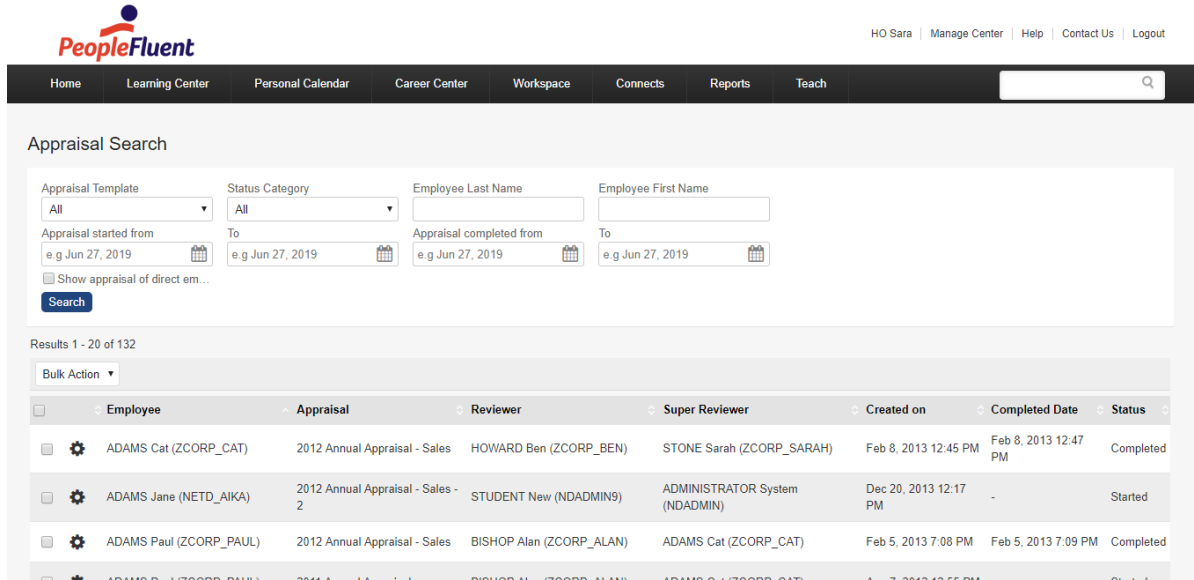 PeopleFluent
HO Sara Manage Center Help Contact Us Logout
Home Learning Center Personal Calendar Career Center Workspace Connects Reports Teach
Appraisal Search
Appraisal Template Status Category Employee Last Name Employee First Name
All All
Appraisal started from To Appraisal completed from To
e.g Jun 27, 2019 e.g Jun 27, 2019 e.g Jun 27, 2019 e.g Jun 27, 2019
Show appraisal of direct em...
Search
Results 1 - 20 of 132
Bulk Action
Employee Appraisal Reviewer Super Reviewer Created on Completed Date Status
ADAMS Cat (ZCORP_CAT) 2012 Annual Appraisal - Sales HOWARD Ben (ZCORP_BEN) STONE Sarah (ZCORP_SARAH) Feb 8, 2013 12:45 PM Feb 8, 2013 12:47
PM Completed
ADAMS Jane (NETD_AIKA) 2012 Annual Appraisal - Sales -
2 STUDENT New (NDADMIN9) ADMINISTRATOR System
(NDADMIN) Dec 20, 2013 12:17
PM - Started
ADAMS Paul (ZCORP_PAUL) 2012 Annual Appraisal - Sales BISHOP Alan (ZCORP_ALAN) ADAMS Cat (ZCORP_CAT) Feb 5, 2013 7:08 PM Feb 5, 2013 7:09 PM Completed